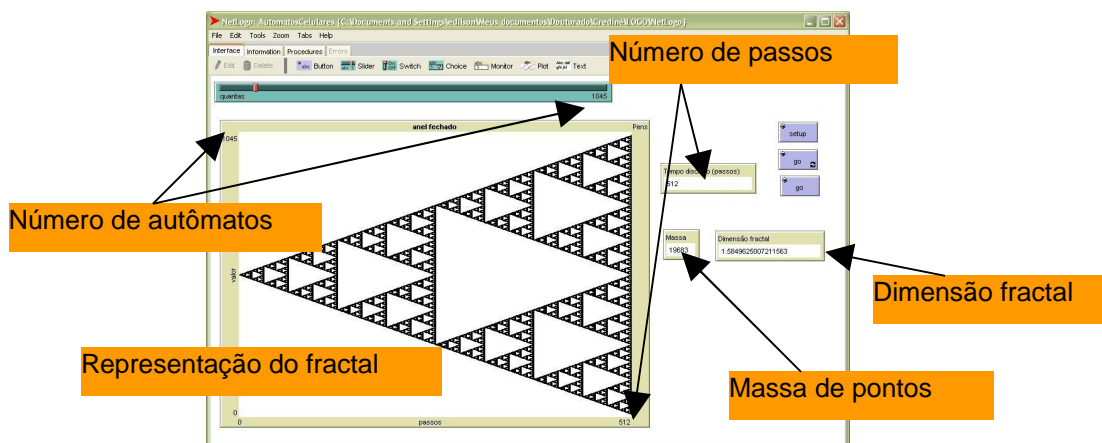 NetLogo: AutomatosCelulares {C:\Documents and Settings\edilson\Meus documentos\Doutorado\Crediné\LOGO\NetLogo}
File Edit Tools Zoom Tabs Help
Interface Information Procedures Errors
Edit Delete Button Slider Switch Choice Monitor Plot Text
Número de passos
quantas 1045
anel fechado Pens
1045
setup
go
go
Tempo discreto (passos)
512
Número de autômatos
Massa
19683
Dimensão fractal
1.5849625007211563
valor
Dimensão fractal
Representação do fractal
Massa de pontos
0
0 passos 512